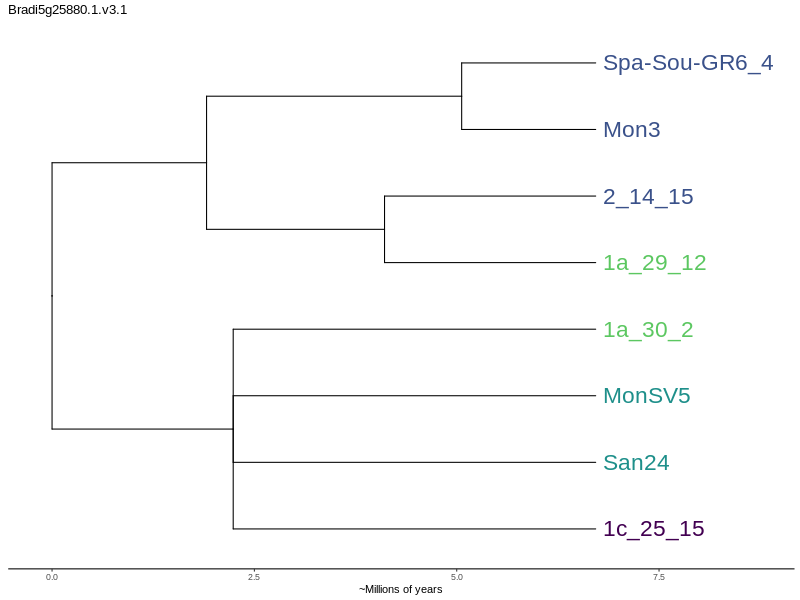 Bradi5g25880.1.v3.1
Spa-Sou-GR6_4
Mon3
2_14_15
1a_29_12
1a_30_2
MonSV5
San24
1c_25_15
0.0 2.5 5.0 7.5
~Millions of years